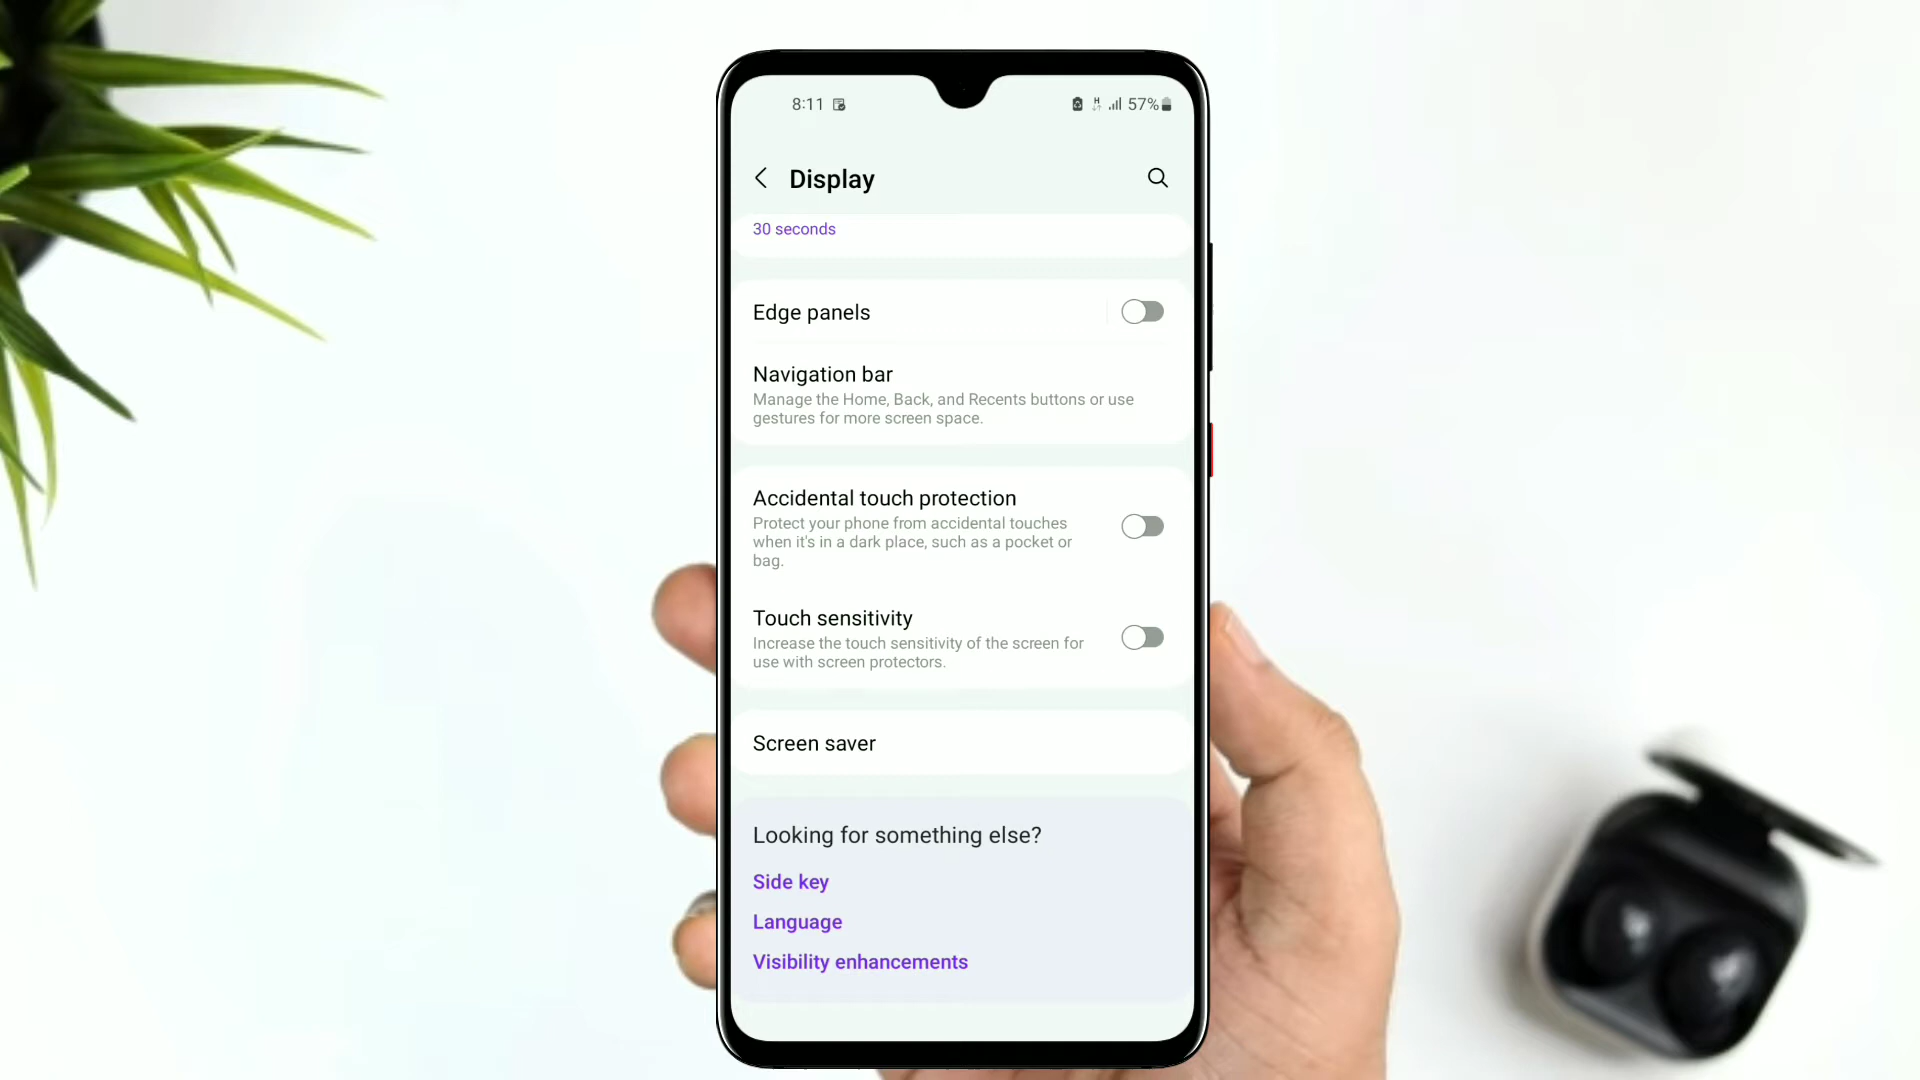 8:11
H
57%
Display
30 seconds
Edge panels
Navigation bar
Manage the Home, Back, and Recents buttons or use
gestures for more screen space.
Accidental touch protection
Protect your phone from accidental touches
when it's in a dark place, such as a pocket or
bag.
Touch sensitivity
Increase the touch sensitivity of the screen for
use with screen protectors.
Screen saver
Looking for something else?
Side key
Language
Visibility enhancements